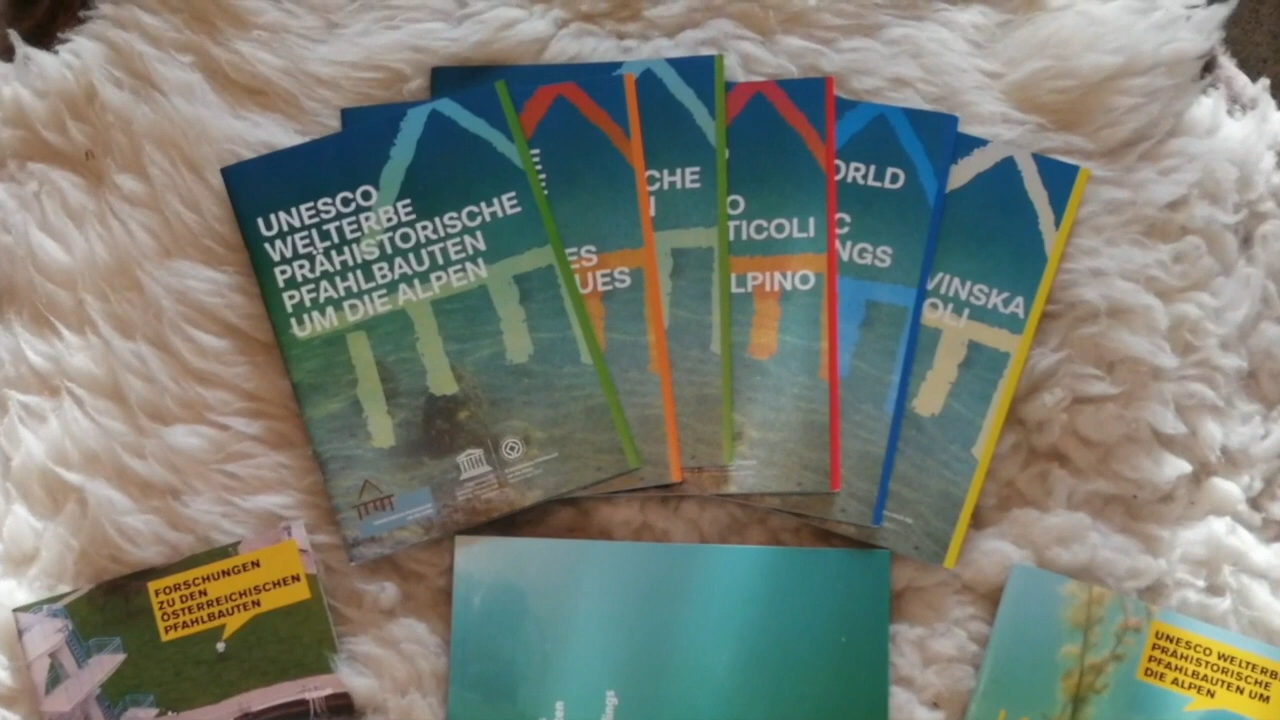 UNESCO
WELTERBE
PRÄHISTORISCHE
PFAHLBAUTEN
UM DIE ALPEN
ES
UES
CHE
O
TICOLI
LPINO
ORLD
C
NGS
VINSKA
OLI
FORSCHUNGEN
ZU DEN
ÖSTERREICHISCHEN
PFAHLBAUTEN
ngs
UNESCO WELTERBE
PRÄHISTORISCHE
PFAHLBAUTEN UM
DIE ALPEN